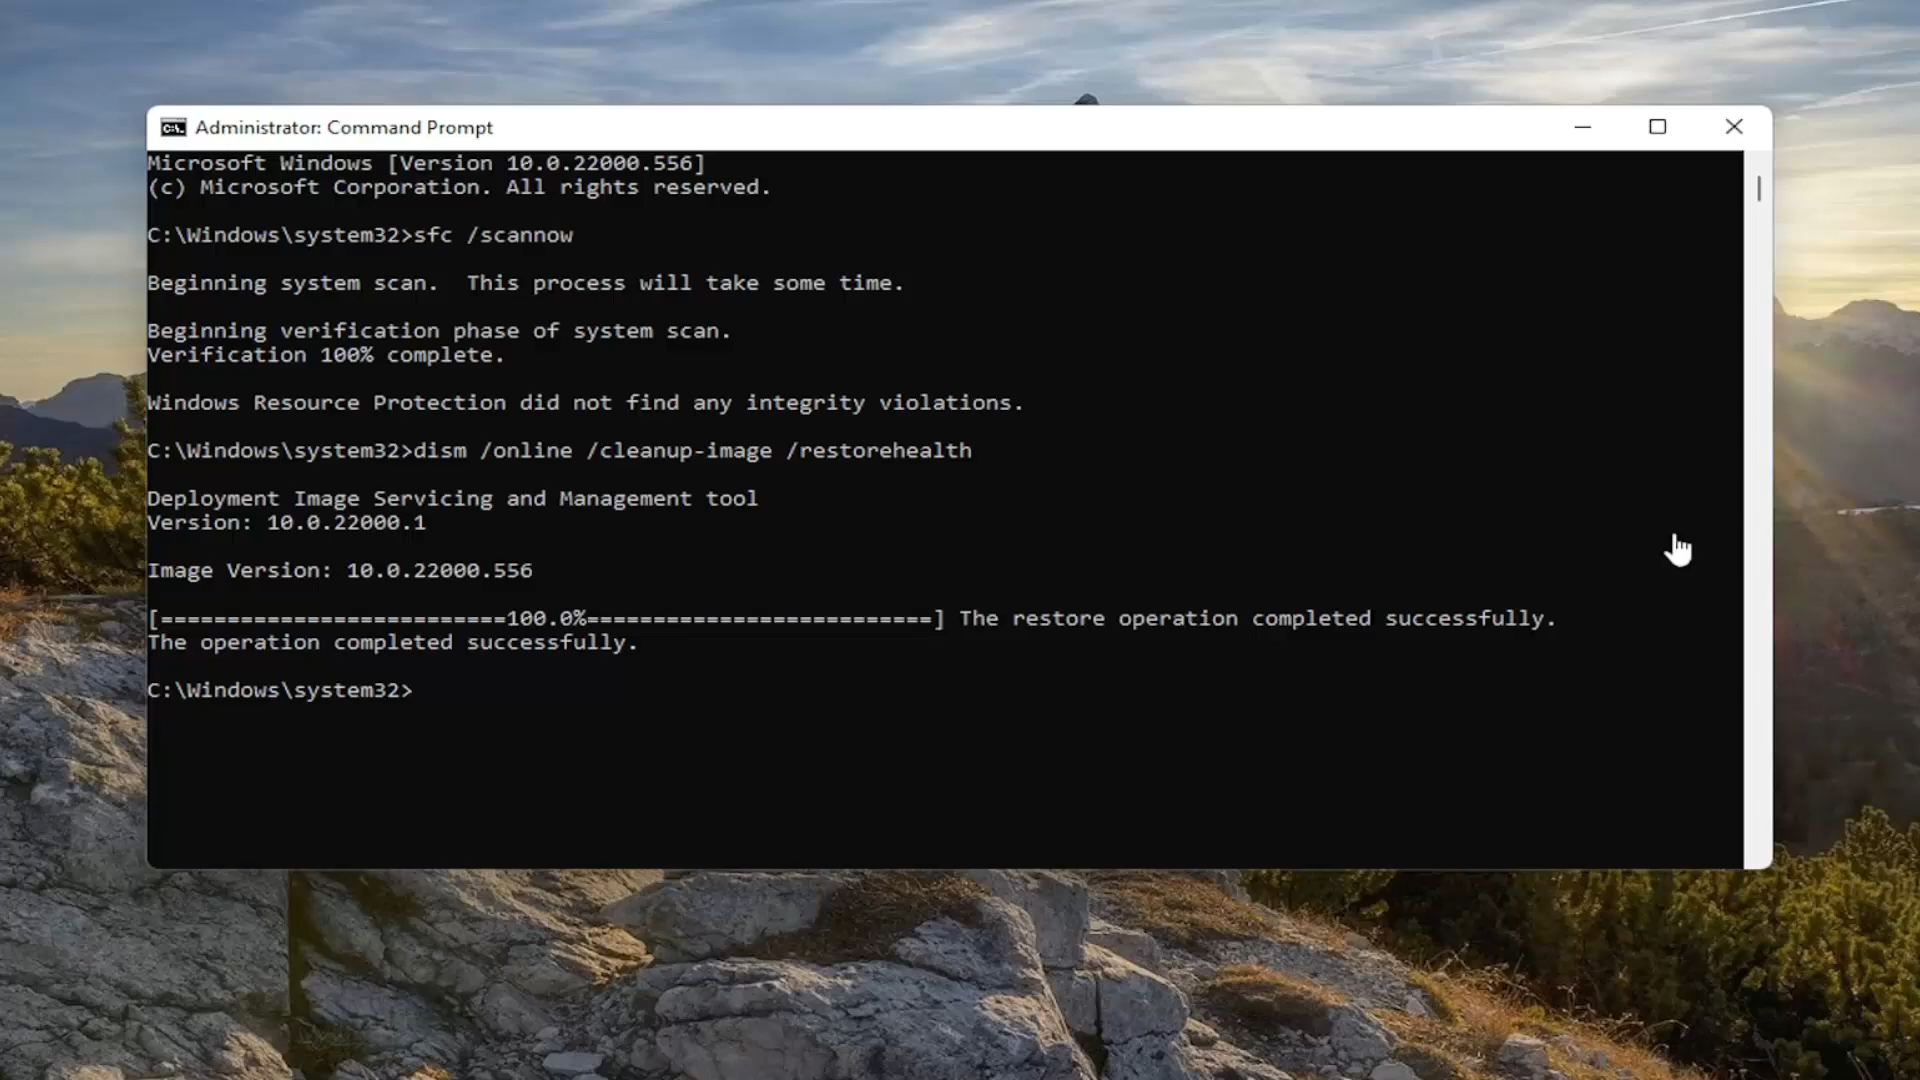 Administrator: Command Prompt
Microsoft Windows [Version 10.0.22000.556]
(c) Microsoft Corporation. All rights reserved.
C:\Windows\system32>sfc /scannow
Beginning system scan.  This process will take some time.
Beginning verification phase of system scan.
Verification 100% complete.
Windows Resource Protection did not find any integrity violations.
C:\Windows\system32>dism /online /cleanup-image /restorehealth
Deployment Image Servicing and Management tool
Version: 10.0.22000.1
Image Version: 10.0.22000.556
[==========================100.0%==========================] The restore operation completed successfully.
The operation completed successfully.
C:\Windows\system32>